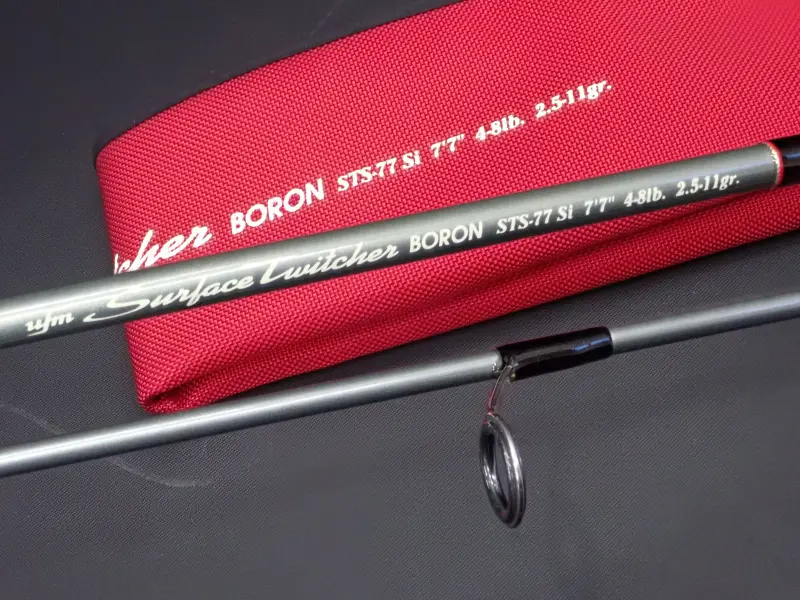 cher BORON STS-77 Si 7'7" 4-8lb. 2.5-11gr.
ufm Surface Twitcher BORON STS-77 Si 7'7" 4-8lb. 2.5-11gr.